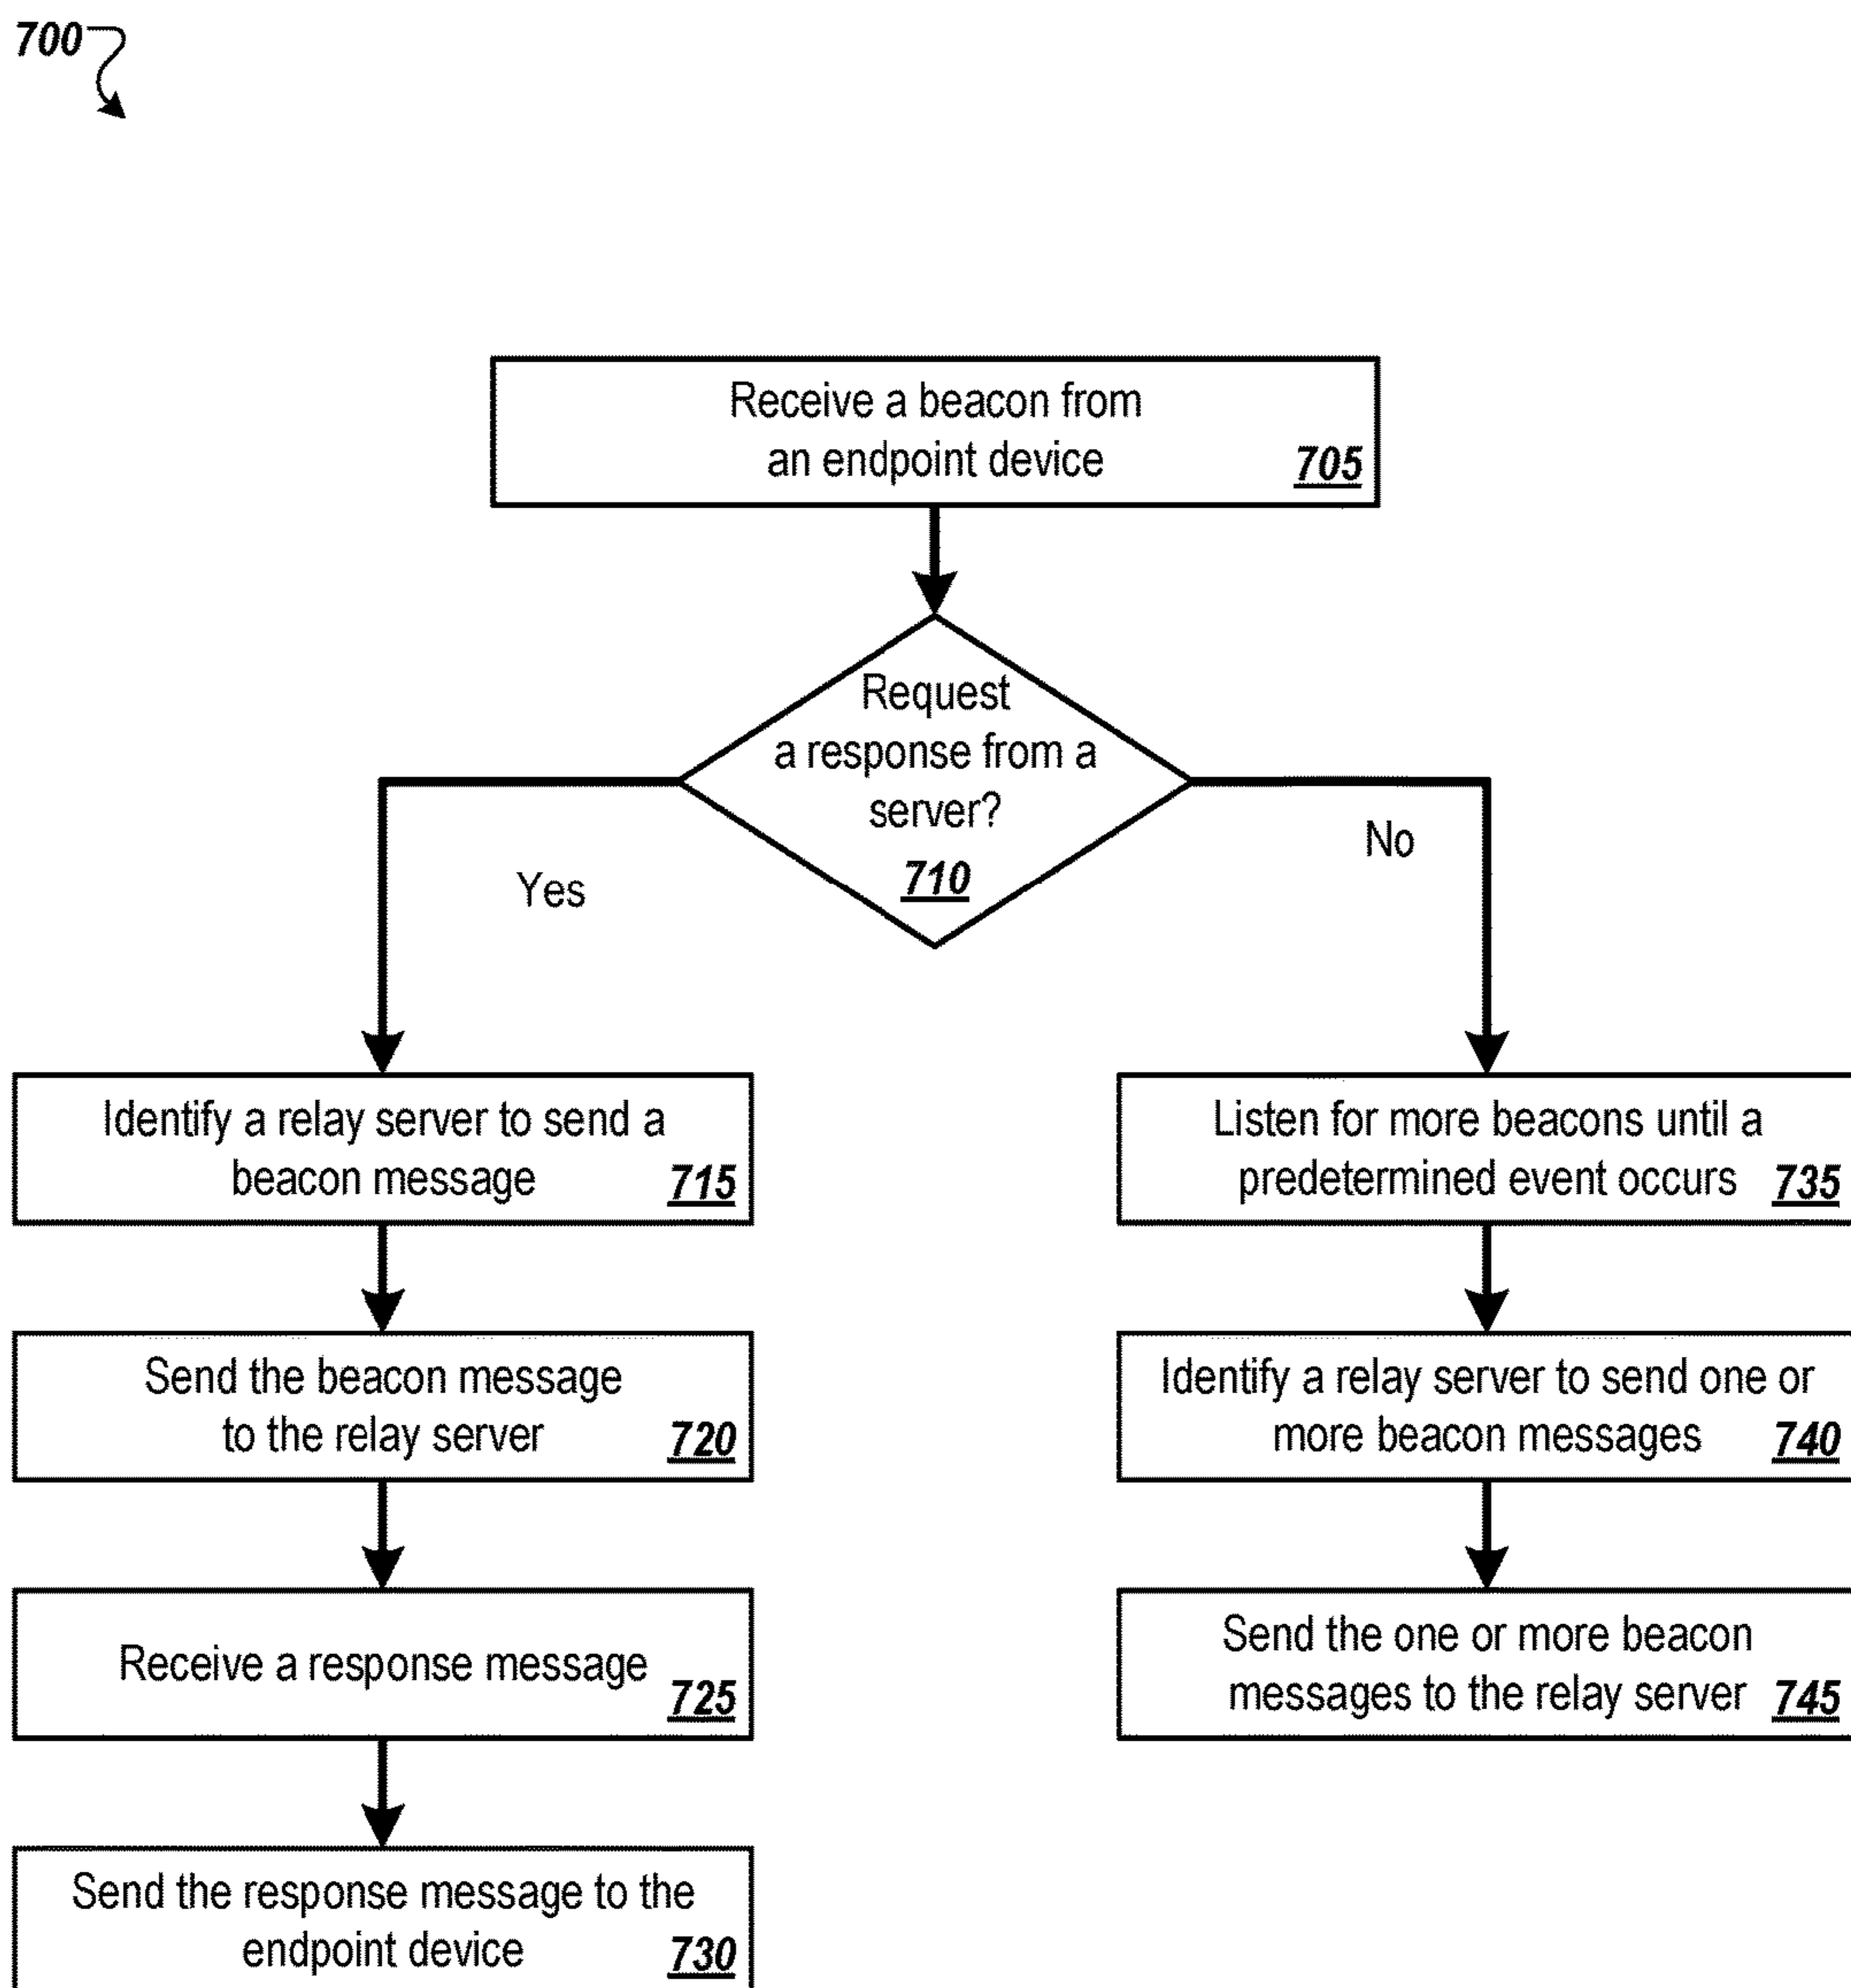 700
Receive a beacon from
an endpoint device 705
Request
a response from a
server?
710
Yes
No
Identify a relay server to send a
beacon message 715
Send the beacon message
to the relay server 720
Receive a response message
725
Send the response message to the
endpoint device 730
Listen for more beacons until a
predetermined event occurs 735
Identify a relay server to send one or
more beacon messages 740
Send the one or more beacon
messages to the relay server 745